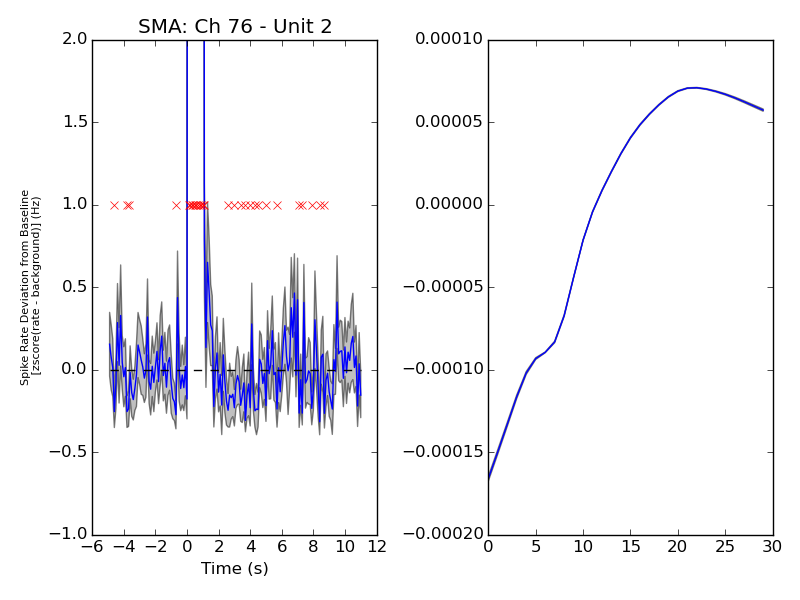 SMA: Ch 76 - Unit 2
Spike Rate Deviation from Baseline
[zscore(rate - background)] (Hz)
2.0
1.5
1.0
0.5
0.0
−0.5
−1.0
−6 −4 −2 0 2 4 6 8 10 12
Time (s)
0.00010
0.00005
0.00000
−0.00005
−0.00010
−0.00015
−0.00020
0 5 10 15 20 25 30